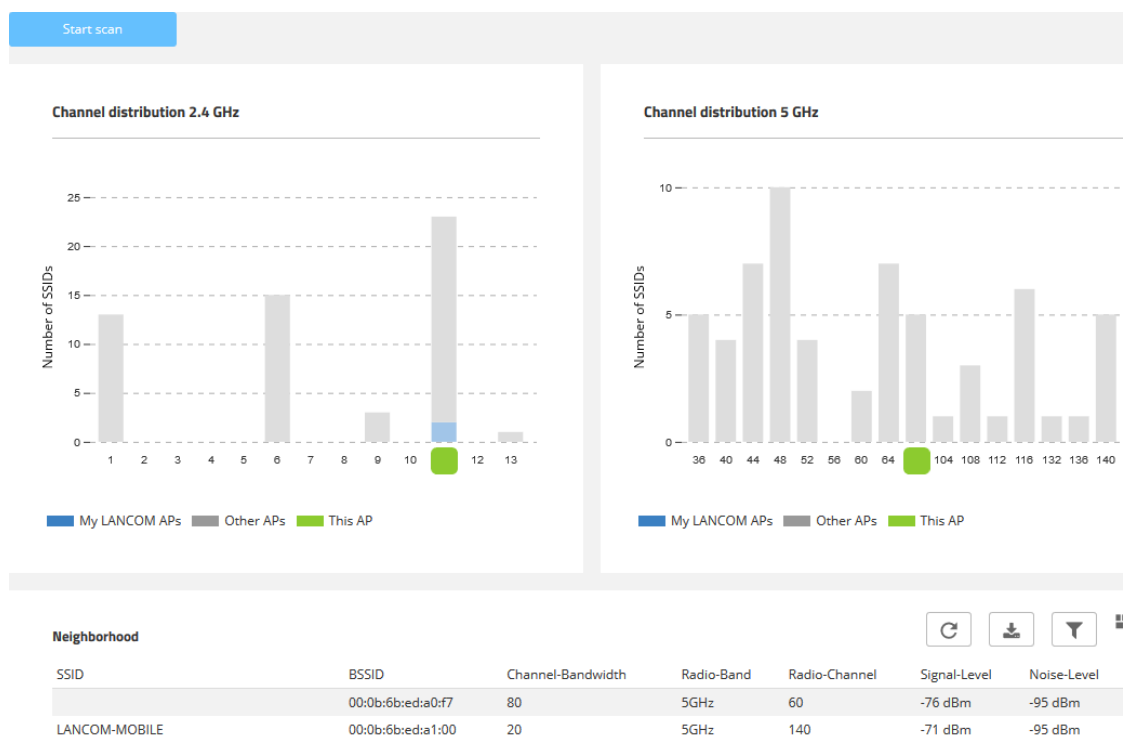 Start scan
Channel distribution 2.4 GHz
Number of SSIDs
25
20
15
10
5
0
1 2 3 4 5 6 7 8 9 10 12 13
My LANCOM APs Other APs This AP
Channel distribution 5 GHz
Number of SSIDs
10
5
0
36 40 44 48 52 56 60 64 104 108 112 116 132 136 140
My LANCOM APs Other APs This AP
Neighborhood
SSID BSSID Channel-Bandwidth Radio-Band Radio-Channel Signal-Level Noise-Level
00:0b:6b:ed:a0:f7 80 5GHz 60 -76 dBm -95 dBm
LANCOM-MOBILE 00:0b:6b:ed:a1:00 20 5GHz 140 -71 dBm -95 dBm